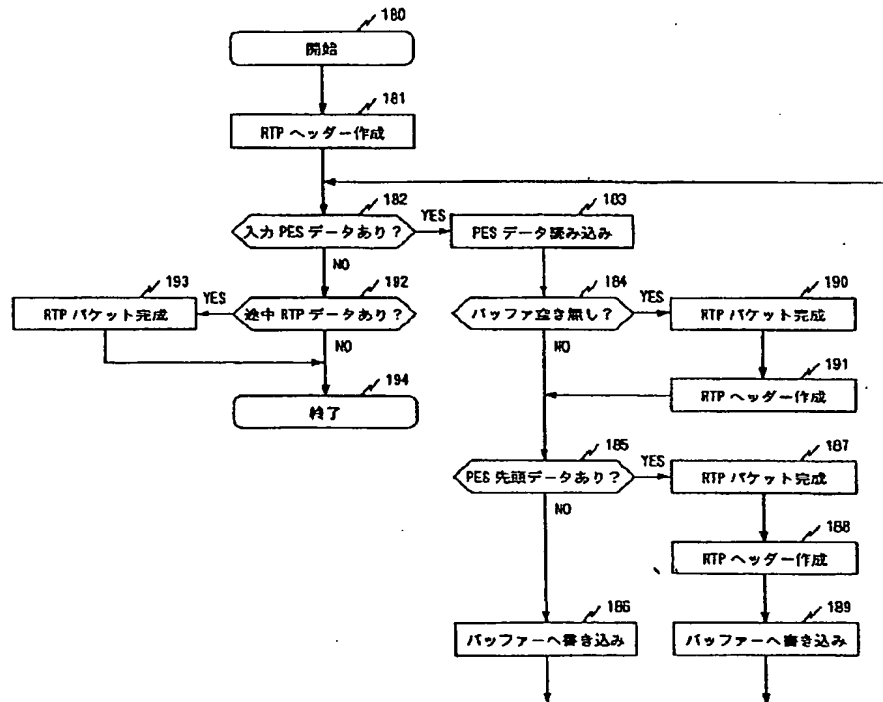 180
開始
181
RTP ヘッダー作成
182
入力 PES データあり?
YES
183
PES データ読み込み
NO
193
RTP パケット完成
YES
192
途中 RTP データあり?
184
バッファ空き無し?
YES
190
RTP パケット完成
NO
NO
191
RTP ヘッダー作成
194
終了
185
PES 先頭データあり?
YES
187
RTP パケット完成
NO
188
RTP ヘッダー作成
186
バッファーへ書き込み
189
バッファーへ書き込み